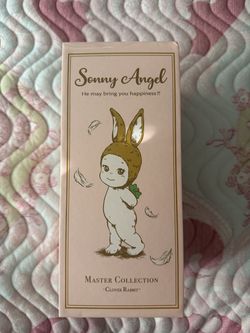 Sonny Angel
He may bring you happiness!!
MASTER COLLECTION
"CLOVER RABBIT"